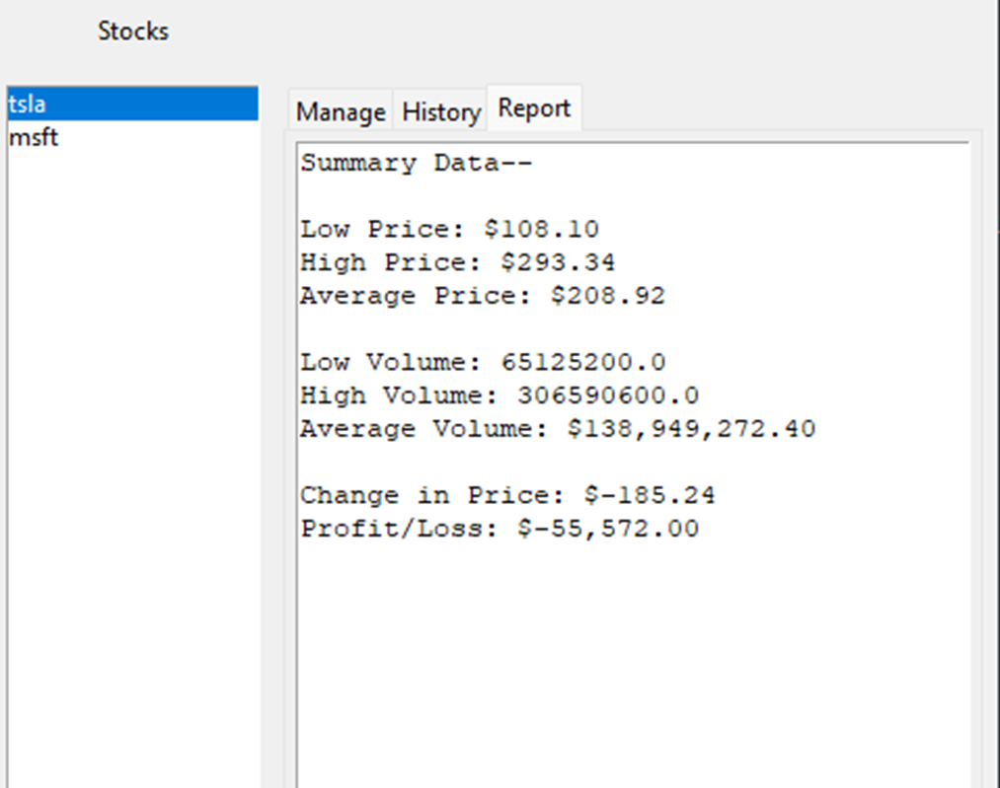 Stocks
tsla
msft
Manage History Report
Summary Data--
Low Price: $108.10
High Price: $293.34
Average Price: $208.92
Low Volume: 65125200.0
High Volume: 306590600.0
Average Volume: $138,949,272.40
Change in Price: $-185.24
Profit/Loss: $-55,572.00